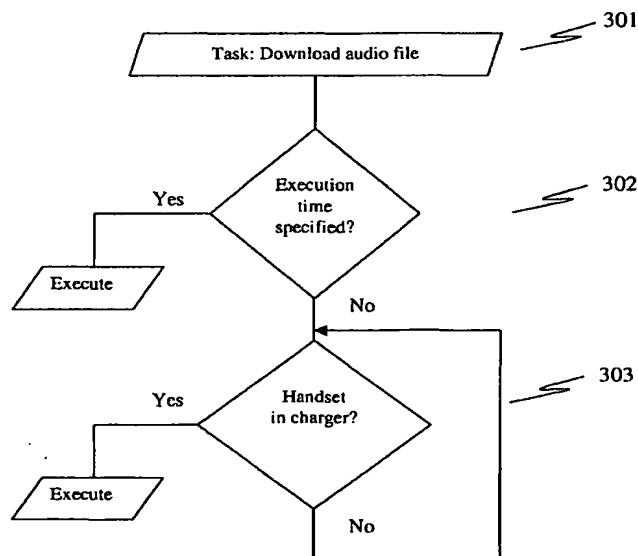 301
Task: Download audio file
302
Execution
time
specified?
Yes
Execute
No
303
Handset
in charger?
Yes
Execute
No